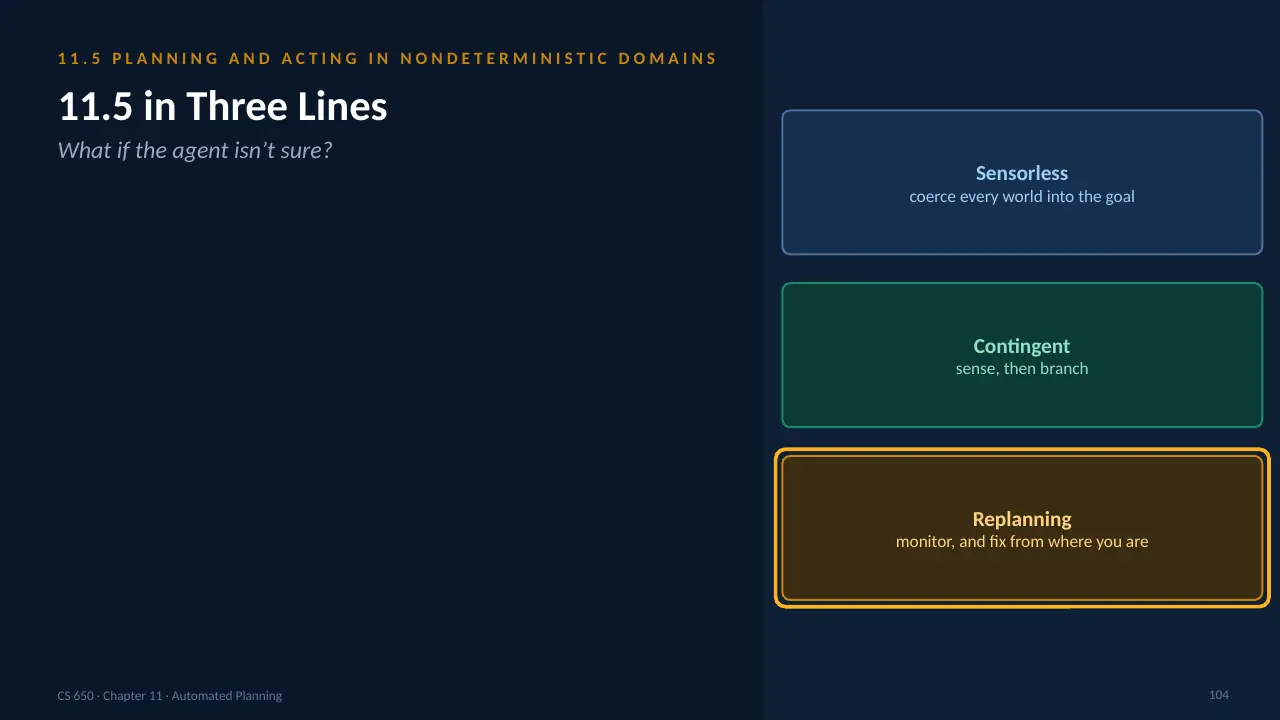 11.5 PLANNING AND ACTING IN NONDETERMINISTIC DOMAINS
11.5 in Three Lines
What if the agent isn’t sure?
Sensorless
coerce every world into the goal
Contingent
sense, then branch
Replanning
monitor, and fix from where you are
CS 650 · Chapter 11 · Automated Planning
104